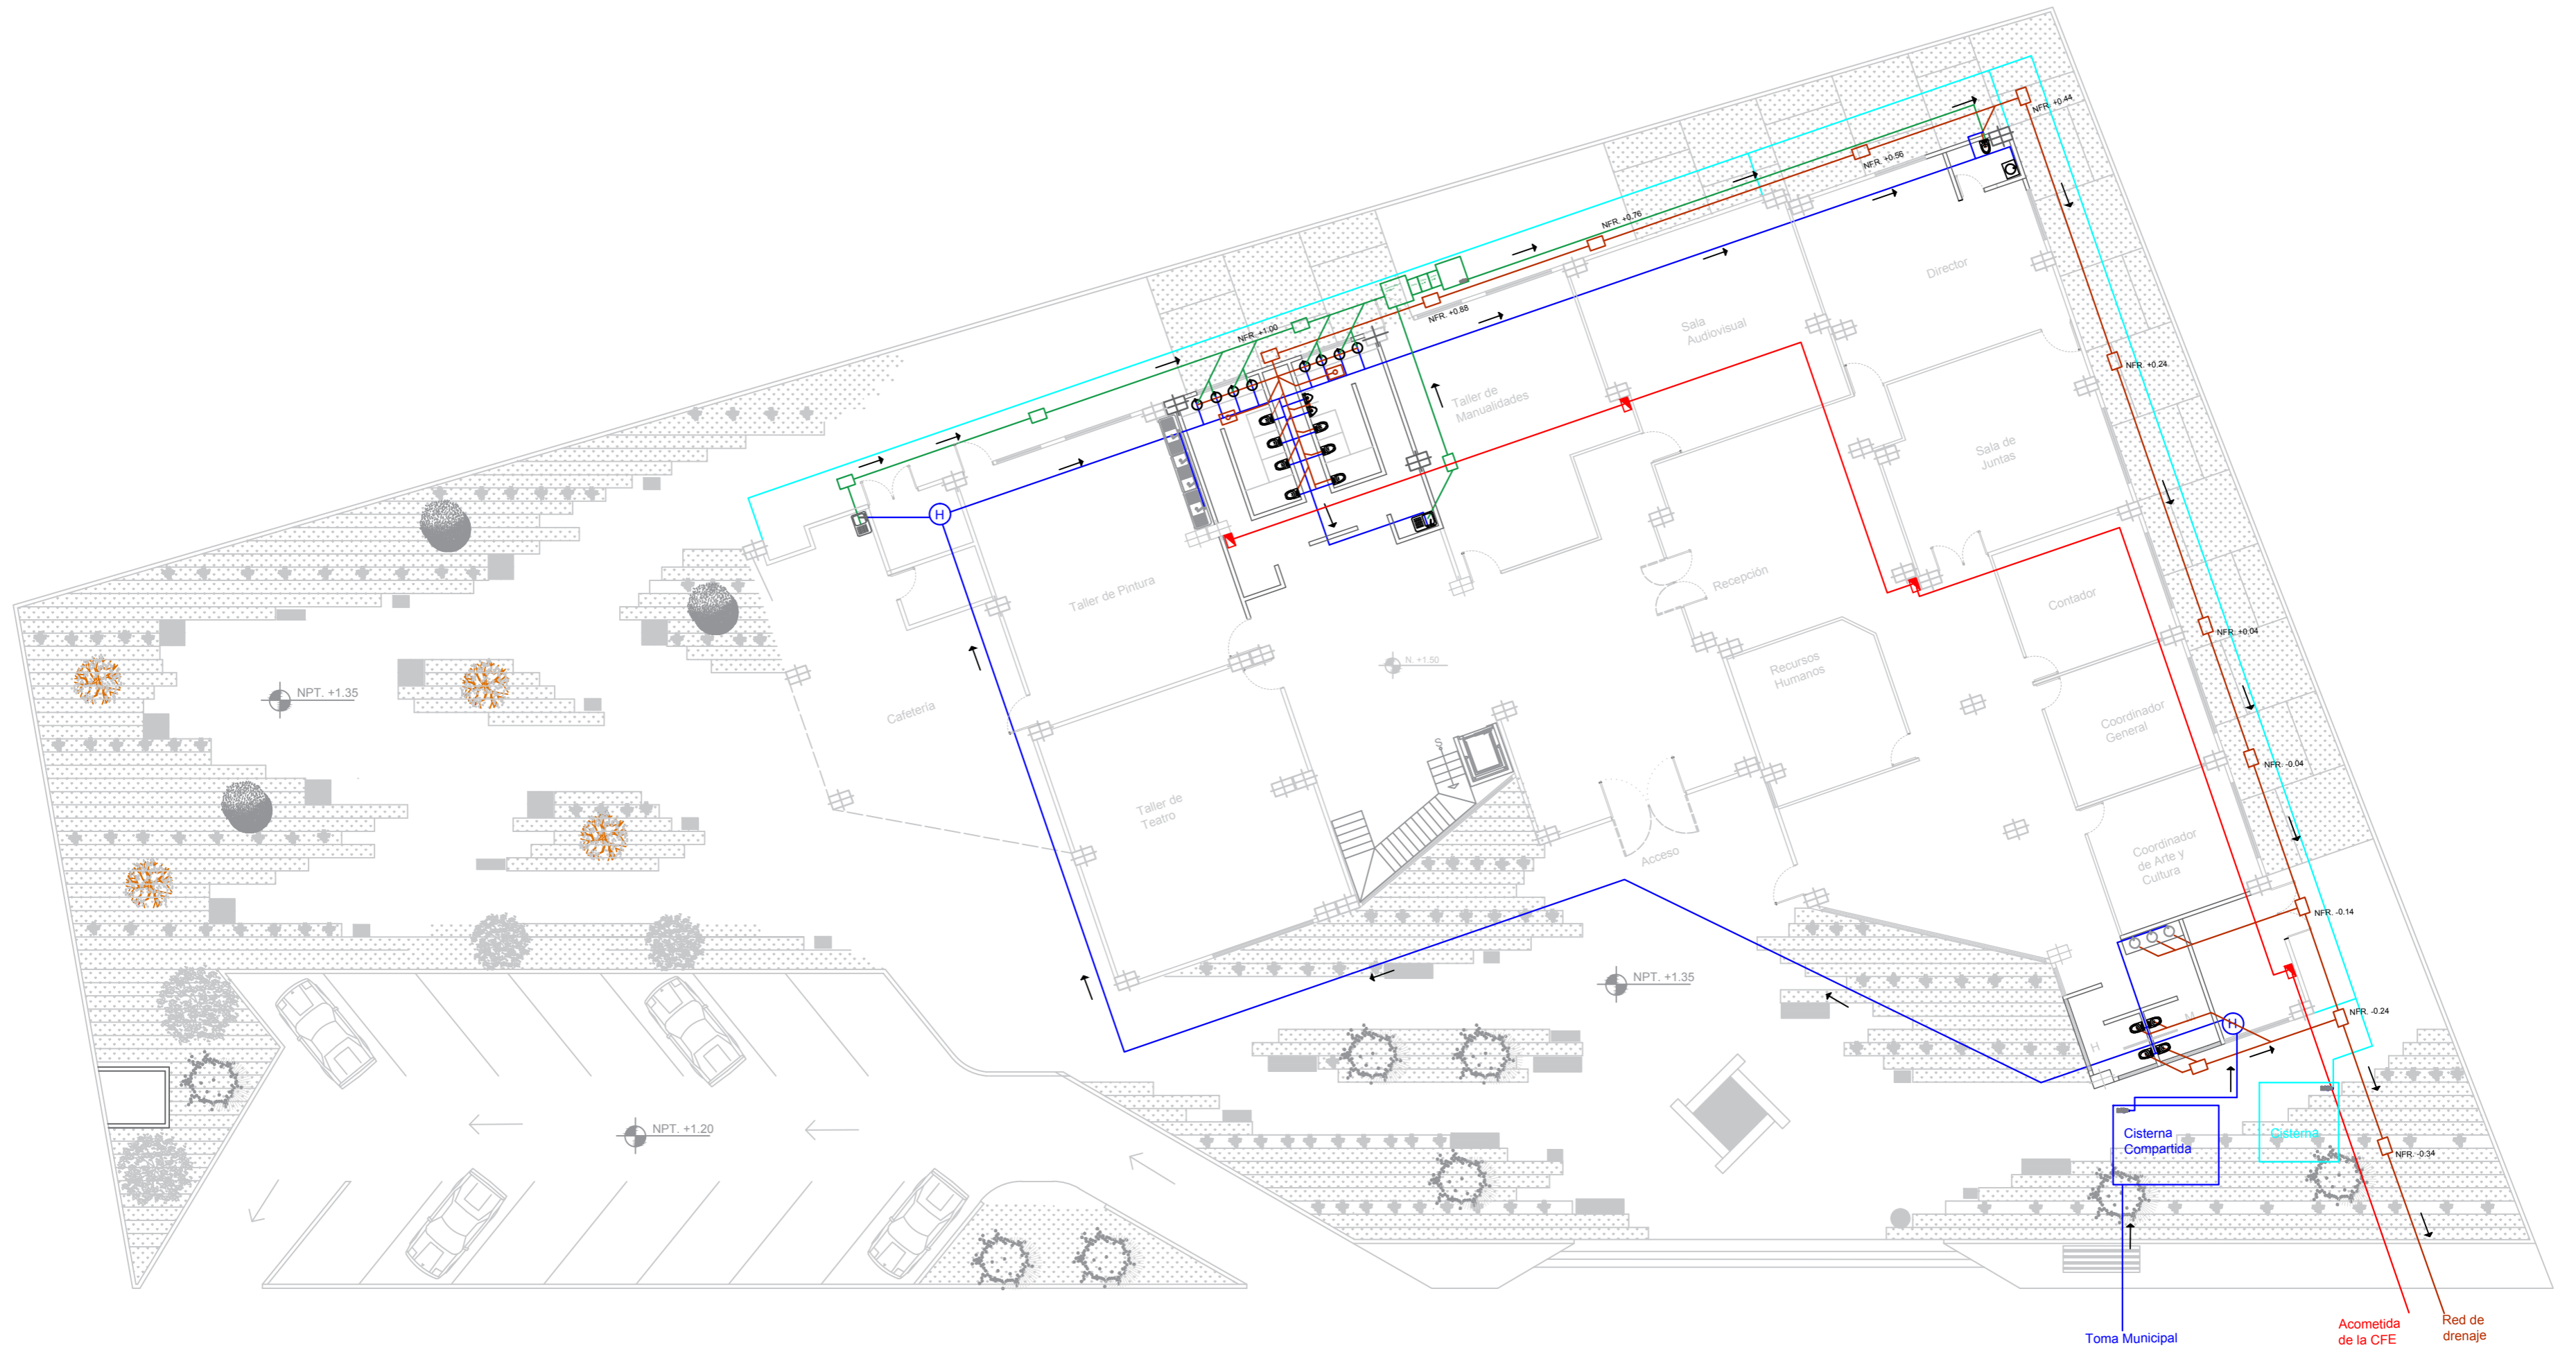 NFR. +0.44
NFR. +0.56
NFR. +0.76
NFR. +0.88
NFR. +1.00
NFR. +0.24
Director
Sala
Audiovisual
Taller de
Manualidades
Sala de
Juntas
H
Taller de Pintura
Recepción
Contador
NFR. +0.04
N. +1.50
Recursos
Humanos
NPT. +1.35
Cafetería
Coordinador
General
NFR. -0.04
S
Taller de
Teatro
Acceso
Coordinador
de Arte y
Cultura
NFR. -0.14
NPT. +1.35
NFR. -0.24
M
H
H
NPT. +1.20
Cisterna
Compartida
Cisterna
NFR. -0.34
Acometida
de la CFE
Red de
drenaje
Toma Municipal